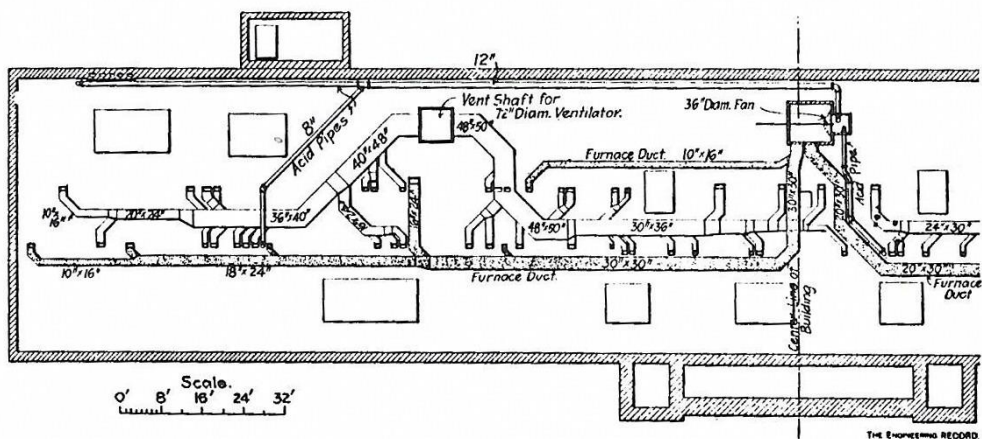 12"
36"Diam. Fan
Vent Shaft for
72"Diam. Ventilator.
8"
Acid Pipes
40"x48"
48"x50"
Furnace Duct. 10"x16"
Acid Pipe
30"x30"
10"x
16"
20"x24"
36"x40"
18"x24"
48"x50"
30"x36"
24"x30"
10"x16"
18"x24"
Furnace Duct.
30"x30"
20"x30"
Furnace
Duct
Center Line of
Building
Scale.
0' 8' 16' 24' 32'
THE ENGINEERING RECORD.